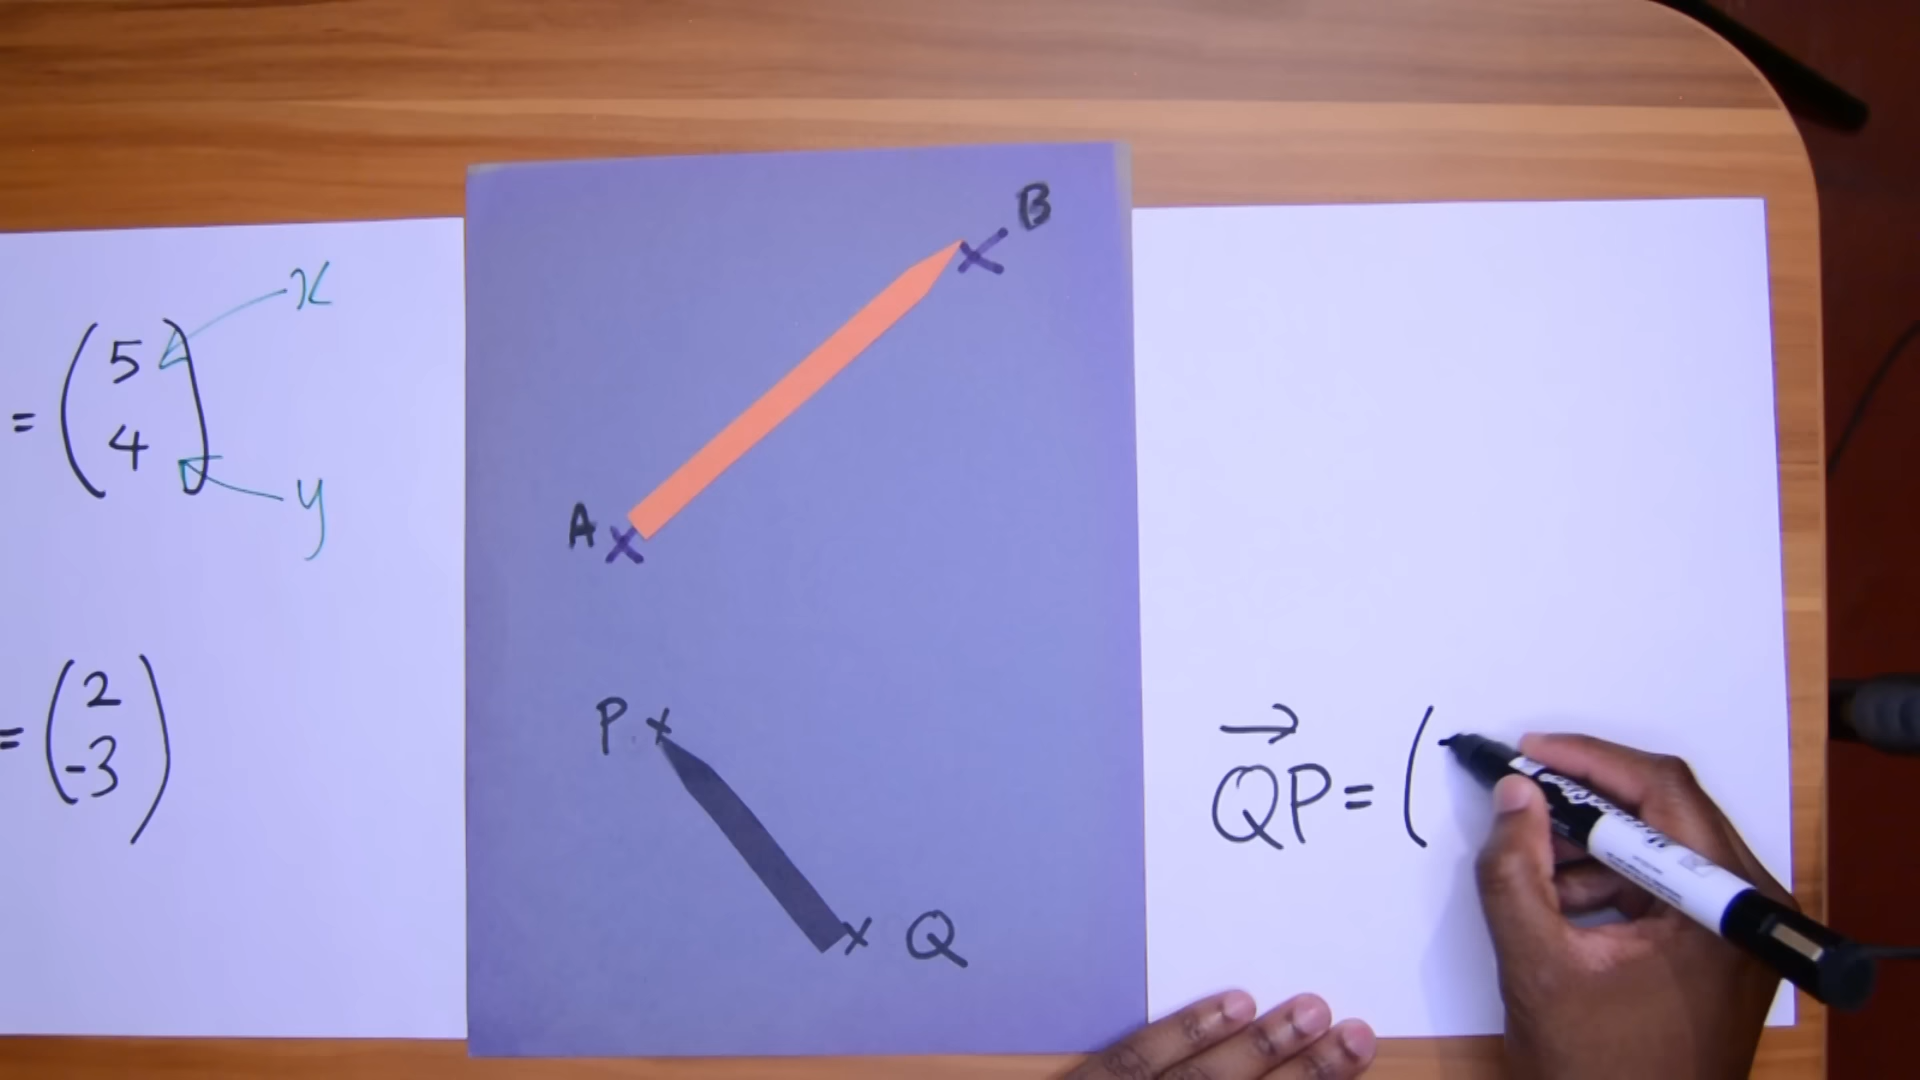 x
= (5
4)
y
= (2
-3)
B
A
P
Q
QP = (